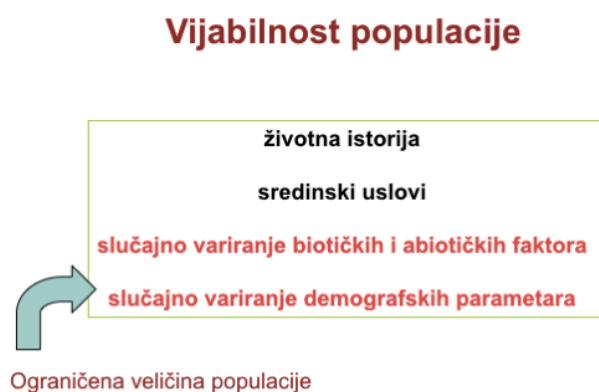 Vijabilnost populacije
životna istorija
sredinski uslovi
slučajno variranje biotičkih i abiotičkih faktora
slučajno variranje demografskih parametara
Ograničena veličina populacije